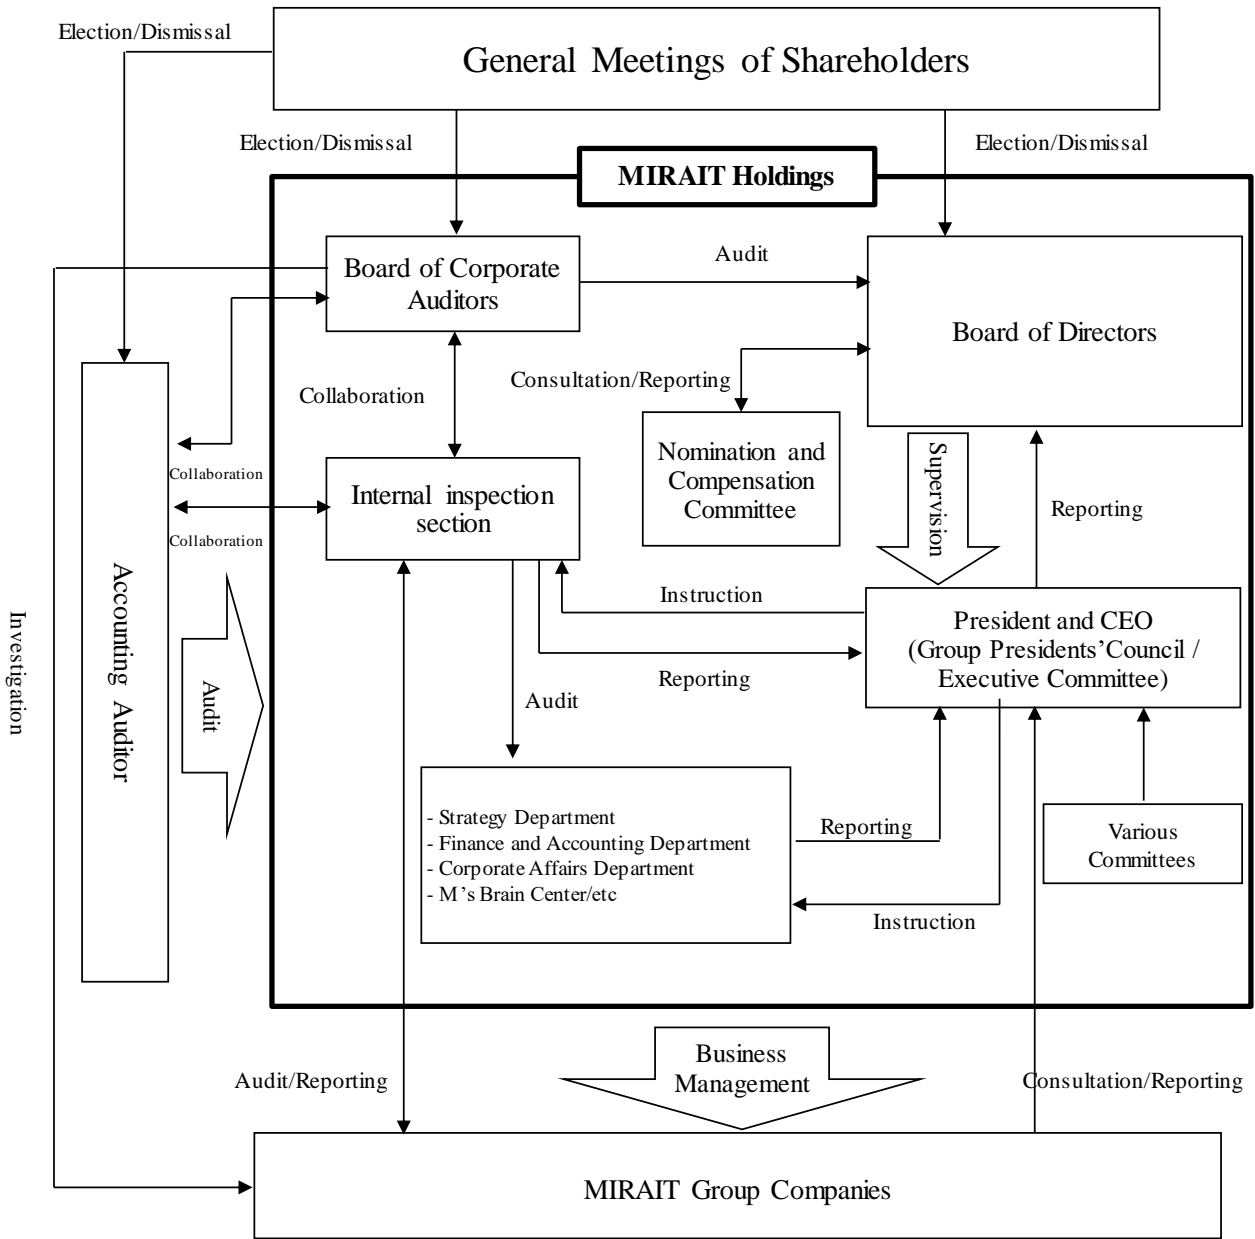 Election/Dismissal
General Meetings of Shareholders
Election/Dismissal
Election/Dismissal
MIRAIT Holdings
Board of Corporate
Auditors
Audit
Board of Directors
Consultation/Reporting
Collaboration
Nomination and
Compensation
Committee
Supervision
Collaboration
Internal inspection
section
Reporting
Collaboration
Accounting Auditor
Investigation
Audit
Instruction
President and CEO
(Group Presidents’Council /
Executive Committee)
Reporting
Audit
- Strategy Department
- Finance and Accounting Department
- Corporate Affairs Department
- M’s Brain Center/etc
Reporting
Various
Committees
Instruction
Business
Management
Audit/Reporting
Consultation/Reporting
MIRAIT Group Companies